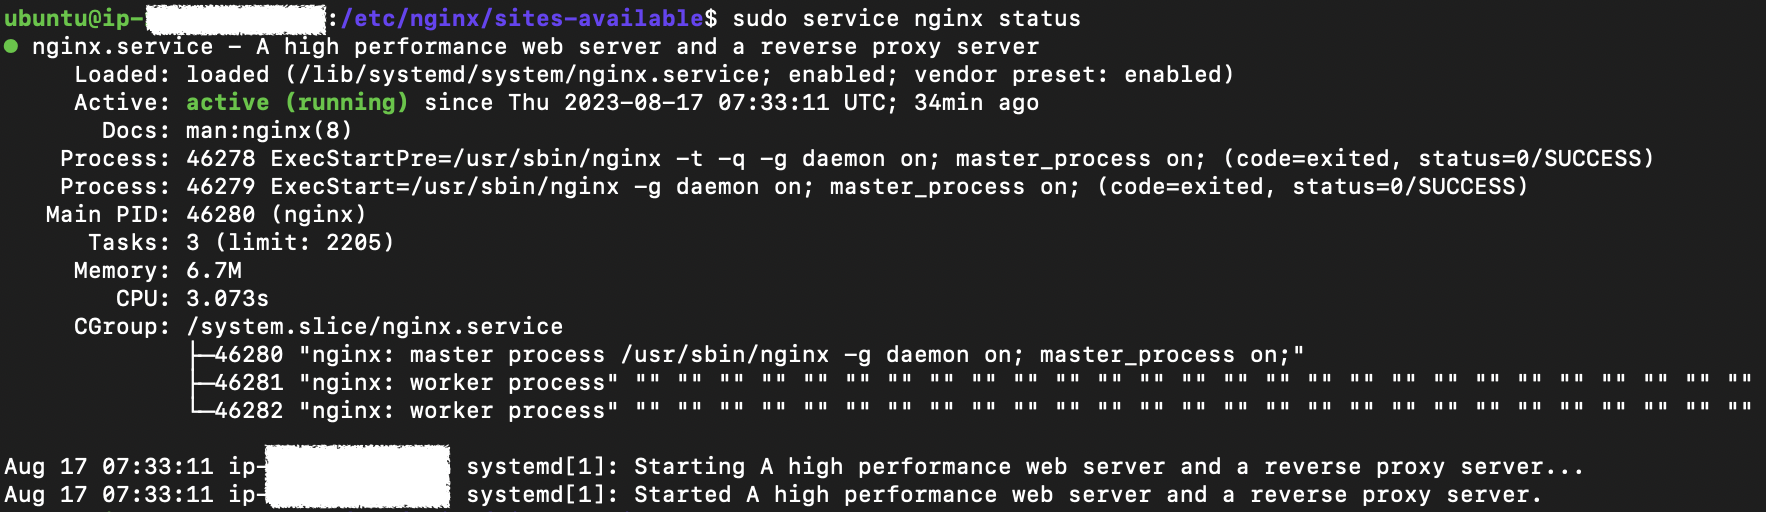 ubuntu@ip- :/etc/nginx/sites-available$ sudo service nginx status
● nginx.service - A high performance web server and a reverse proxy server
Loaded: loaded (/lib/systemd/system/nginx.service; enabled; vendor preset: enabled)
Active: active (running) since Thu 2023-08-17 07:33:11 UTC; 34min ago
Docs: man:nginx(8)
Process: 46278 ExecStartPre=/usr/sbin/nginx -t -q -g daemon on; master_process on; (code=exited, status=0/SUCCESS)
Process: 46279 ExecStart=/usr/sbin/nginx -g daemon on; master_process on; (code=exited, status=0/SUCCESS)
Main PID: 46280 (nginx)
Tasks: 3 (limit: 2205)
Memory: 6.7M
CPU: 3.073s
CGroup: /system.slice/nginx.service
├─46280 "nginx: master process /usr/sbin/nginx -g daemon on; master_process on;"
├─46281 "nginx: worker process" "" "" "" "" "" "" "" "" "" "" "" "" "" "" "" "" "" "" "" "" "" "" "" "" "" "" ""
└─46282 "nginx: worker process" "" "" "" "" "" "" "" "" "" "" "" "" "" "" "" "" "" "" "" "" "" "" "" "" "" "" ""
Aug 17 07:33:11 ip- systemd[1]: Starting A high performance web server and a reverse proxy server...
Aug 17 07:33:11 ip- systemd[1]: Started A high performance web server and a reverse proxy server.